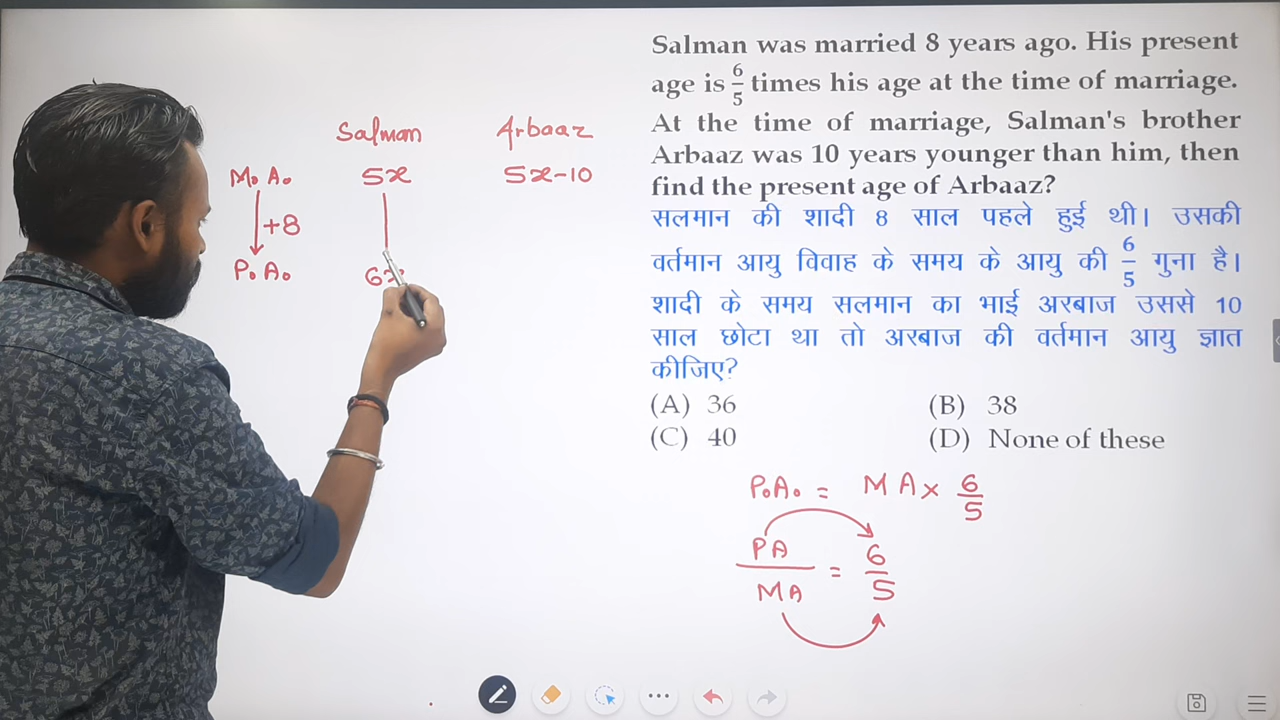 Salman was married 8 years ago. His present
age is 6/5 times his age at the time of marriage.
At the time of marriage, Salman's brother
Arbaaz was 10 years younger than him, then
find the present age of Arbaaz?
सलमान की शादी 8 साल पहले हुई थी। उसकी
वर्तमान आयु विवाह के समय के आयु की 6/5 गुना है।
शादी के समय सलमान का भाई अरबाज उससे 10
साल छोटा था तो अरबाज की वर्तमान आयु ज्ञात
कीजिए?
(A) 36 (B) 38
(C) 40 (D) None of these
Salman Arbaaz
M.A. 5x 5x-10
+8
P.A. 6x
P.A. = MA × 6/5
PA/MA = 6/5